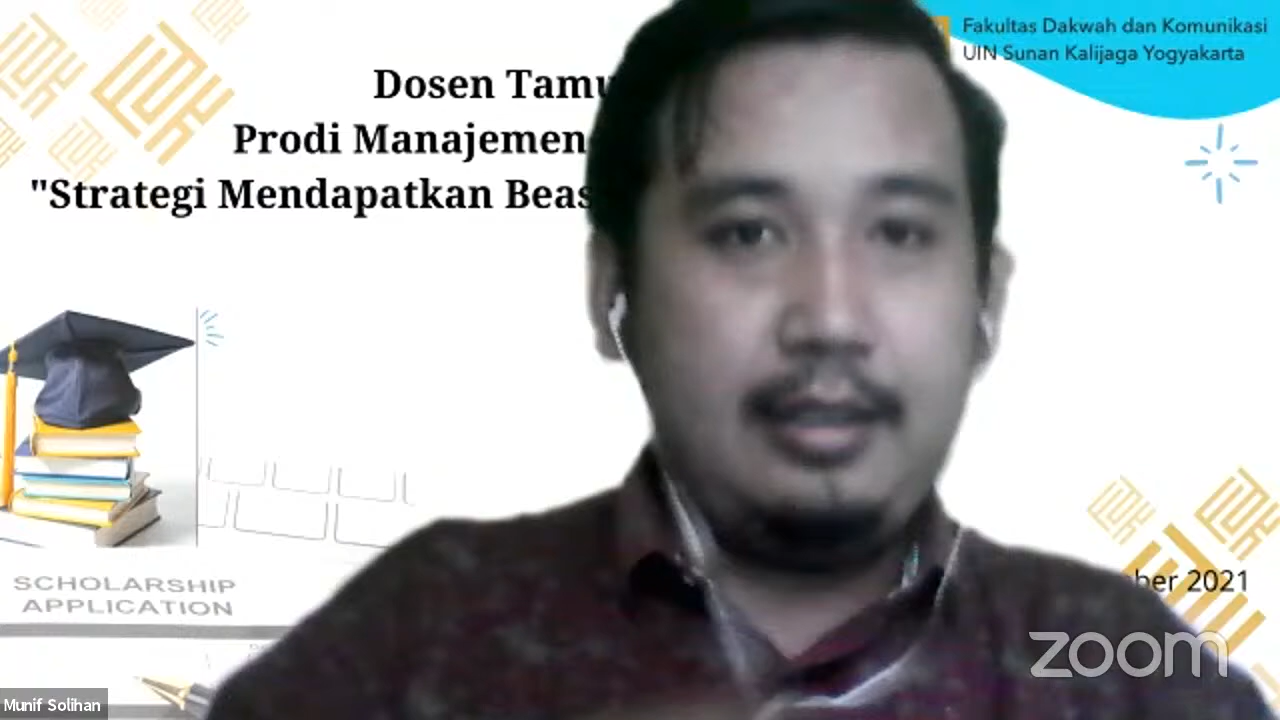 Fakultas Dakwah dan Komunikasi
UIN Sunan Kalijaga Yogyakarta
Dosen Tamu
Prodi Manajemen
"Strategi Mendapatkan Beas
SCHOLARSHIP
APPLICATION
ber 2021
zoom
Munif Solihan